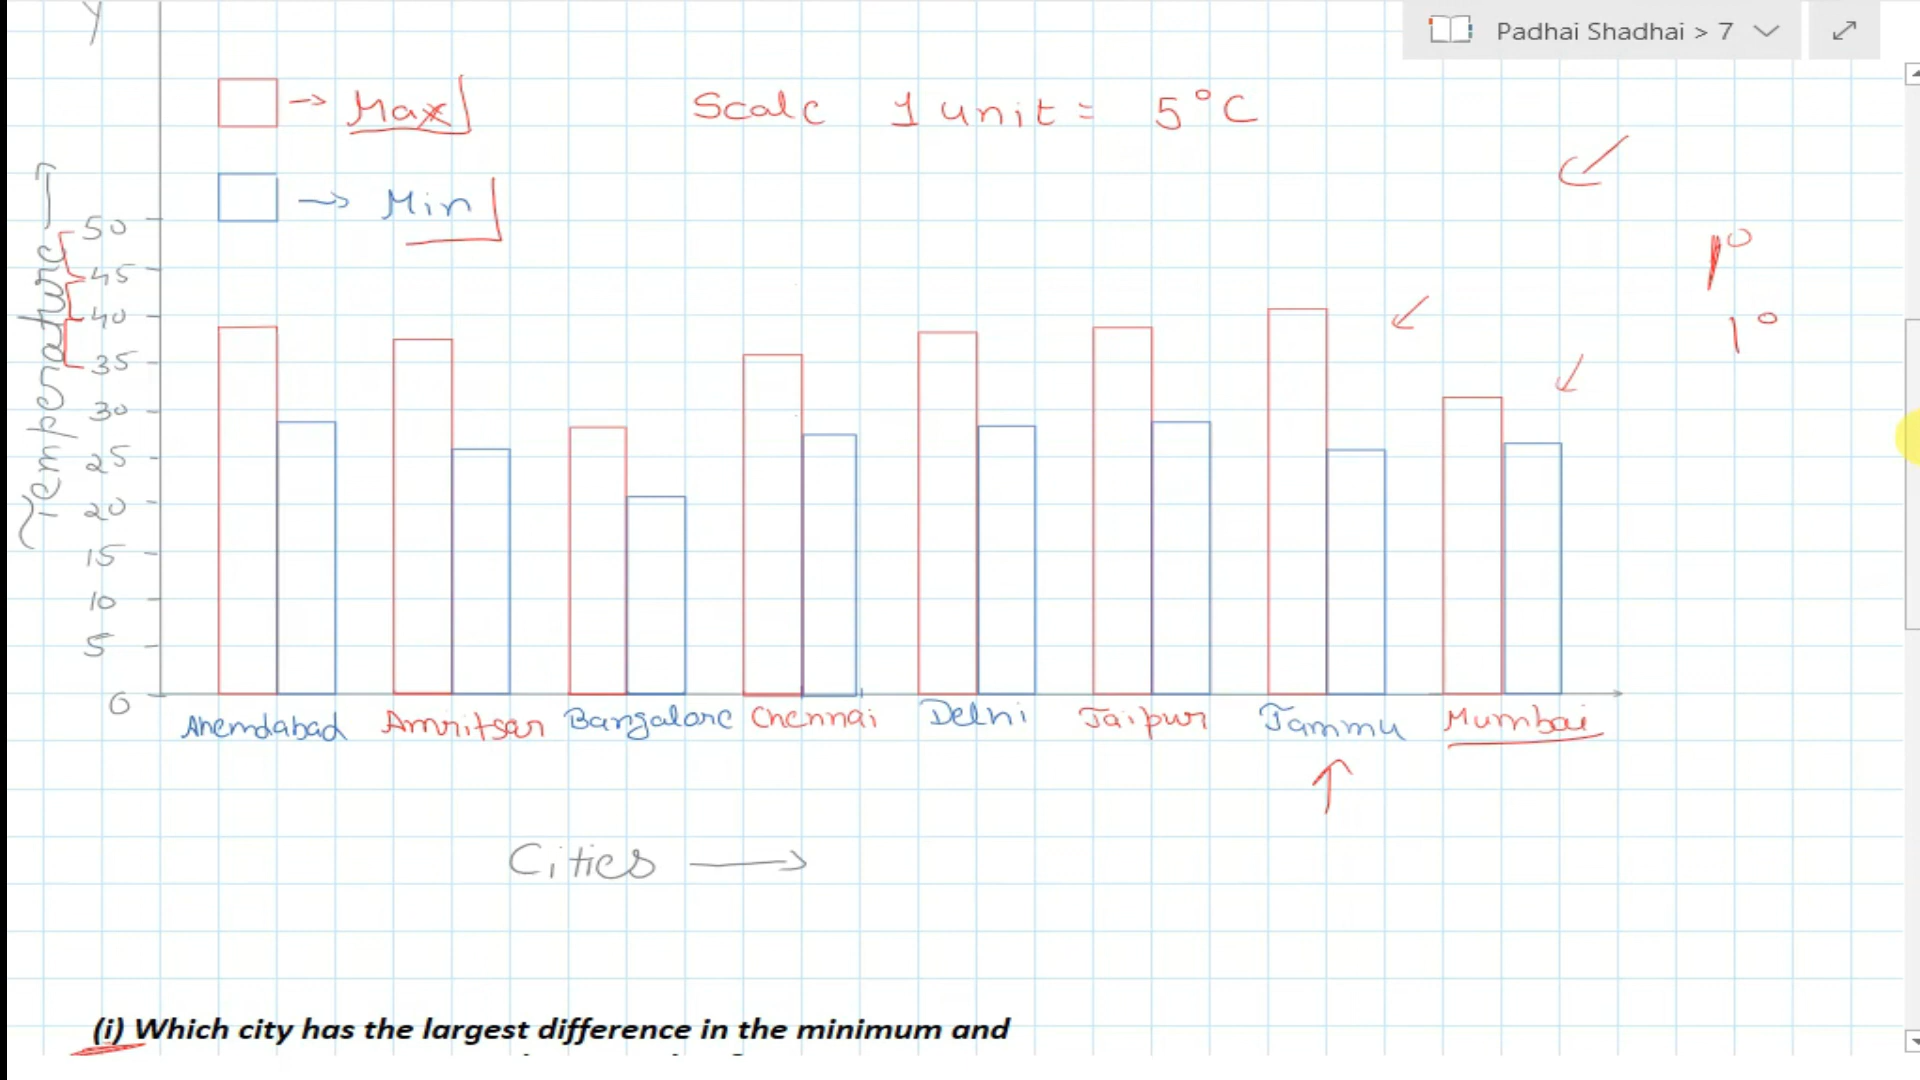 y
Padhai Shadhai > 7
→ Max
Scale 1 unit = 5°C
→ Min
Temperature
50
45
40
35
30
25
20
15
10
5
0
1°
1°
Ahemdabad Amritsar Bangalore Chennai Delhi Jaipur Jammu Mumbai
Cities →
(i) Which city has the largest difference in the minimum and